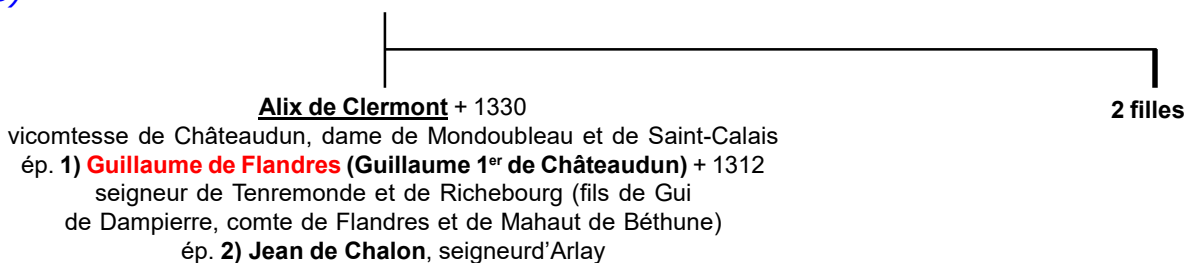 Alix de Clermont + 1330
2 filles
vicomtesse de Châteaudun, dame de Mondoubleau et de Saint-Calais
ép. 1) Guillaume de Flandres (Guillaume 1er de Châteaudun) + 1312
seigneur de Tenremonde et de Richebourg (fils de Gui
de Dampierre, comte de Flandres et de Mahaut de Béthune)
ép. 2) Jean de Chalon, seigneurd’Arlay